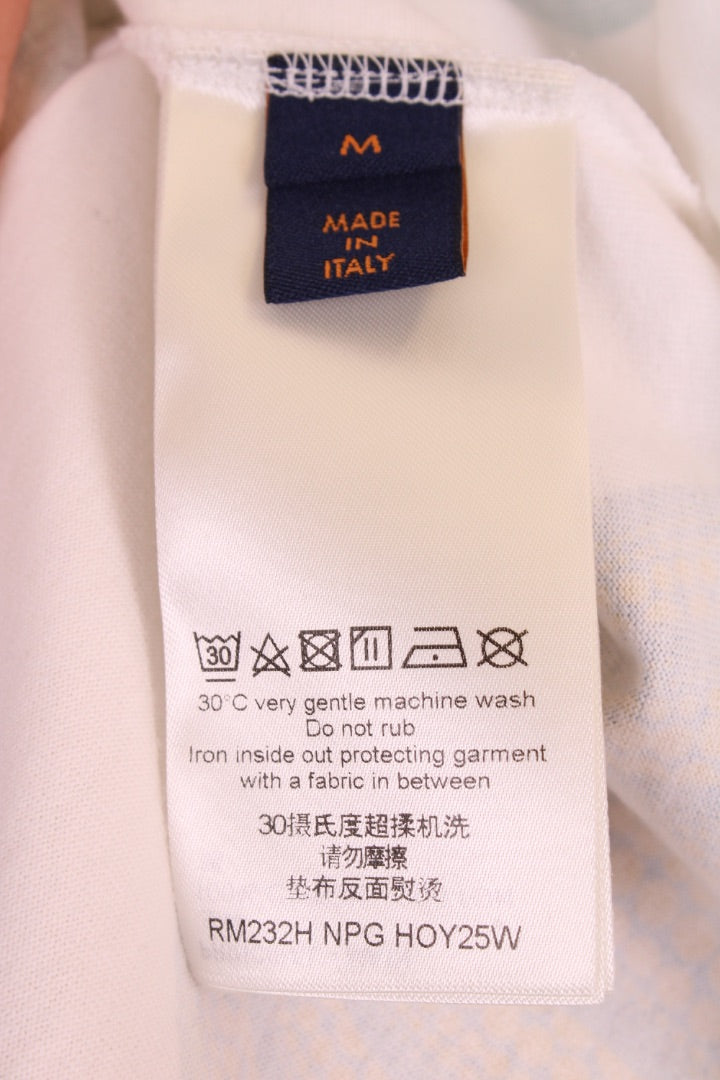 M
MADE
IN
ITALY
30
30°C very gentle machine wash
Do not rub
Iron inside out protecting garment
with a fabric in between
30摄氏度超揉机洗
请勿摩擦
垫布反面熨烫
RM232H NPG HOY25W